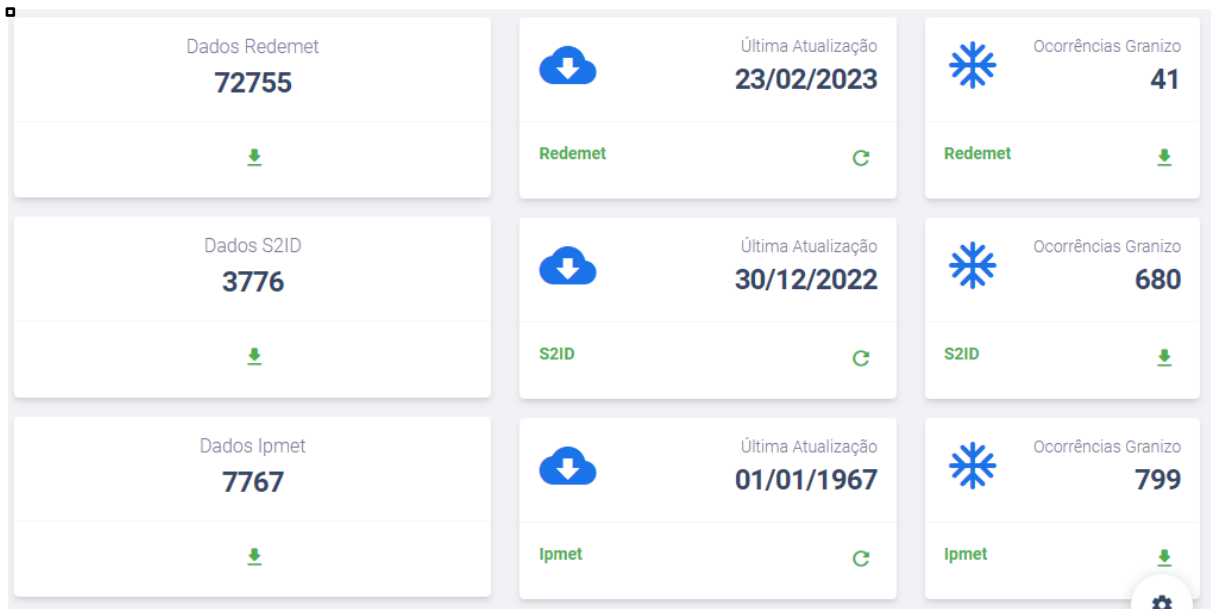 Dados Redemet
72755
Última Atualização
23/02/2023
Redemet
Ocorrências Granizo
41
Redemet
Dados S2ID
3776
Última Atualização
30/12/2022
S2ID
Ocorrências Granizo
680
S2ID
Dados Ipmet
7767
Última Atualização
01/01/1967
Ipmet
Ocorrências Granizo
799
Ipmet